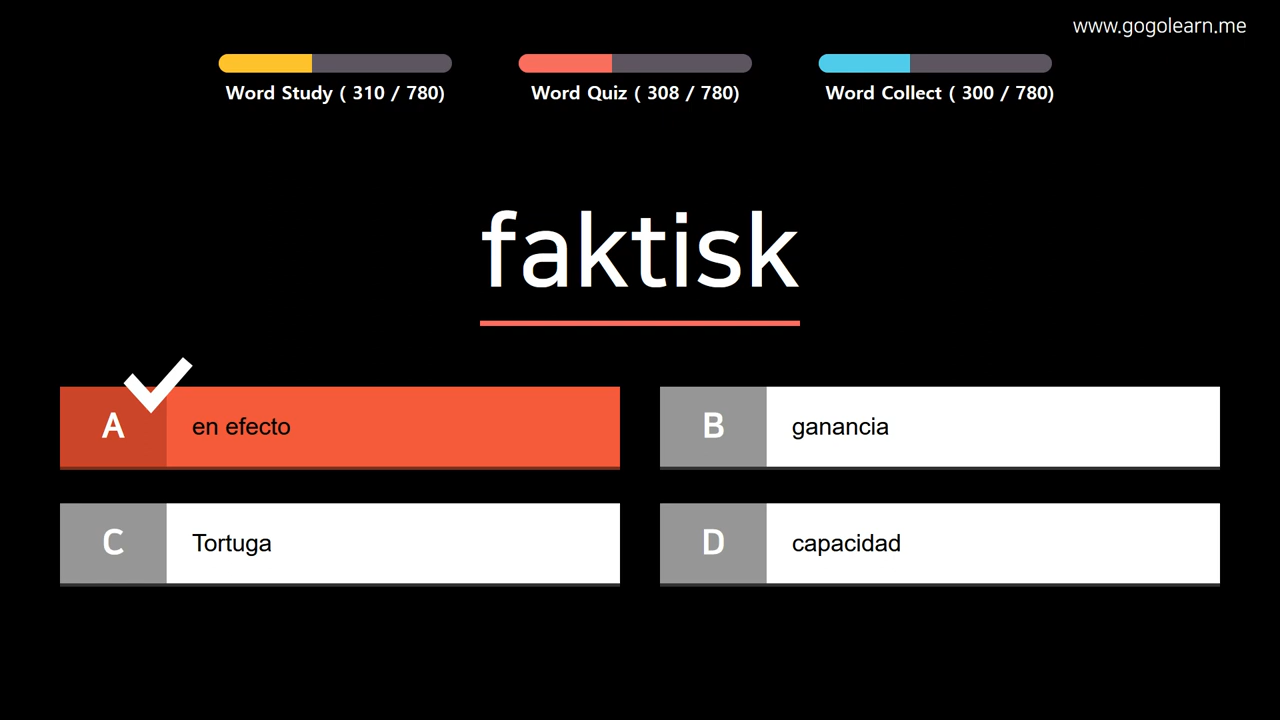 www.gogolearn.me
Word Study ( 310 / 780)
Word Quiz ( 308 / 780)
Word Collect ( 300 / 780)
faktisk
A en efecto
B ganancia
C Tortuga
D capacidad